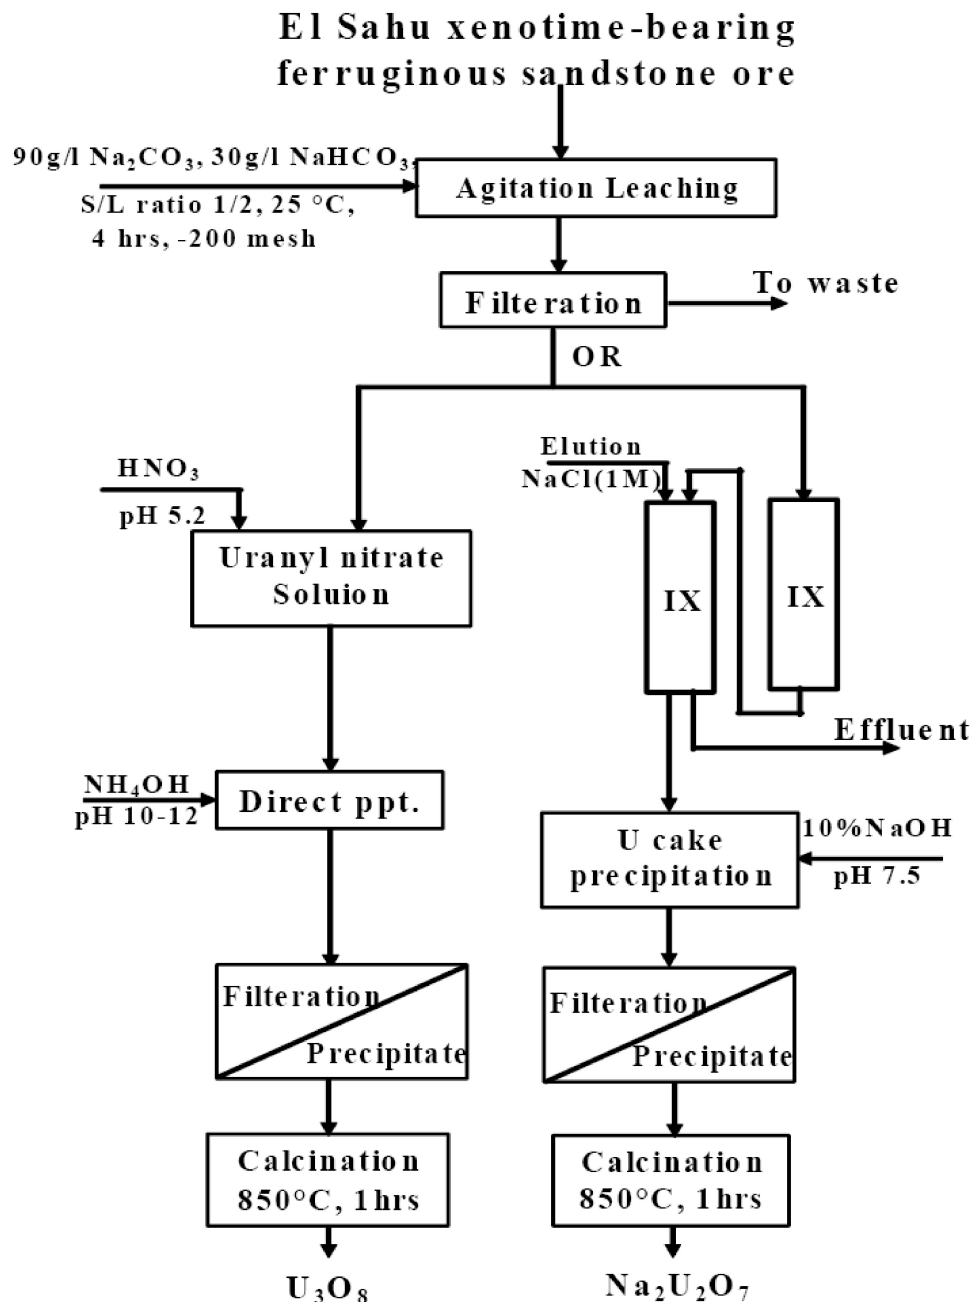 El Sahu xenotime-bearing
ferruginous sandstone ore
90g/l Na₂CO₃, 30g/l NaHCO₃,
S/L ratio 1/2, 25 °C,
4 hrs, -200 mesh
Agitation Leaching
Filteration
To waste
OR
HNO₃
pH 5.2
Uranyl nitrate
Soluion
Elution
NaCl(1M)
IX
IX
Effluent
NH₄OH
pH 10-12
Direct ppt.
U cake
precipitation
10%NaOH
pH 7.5
Filteration
Precipitate
Filteration
Precipitate
Calcination
850°C, 1hrs
Calcination
850°C, 1hrs
U₃O₈
Na₂U₂O₇